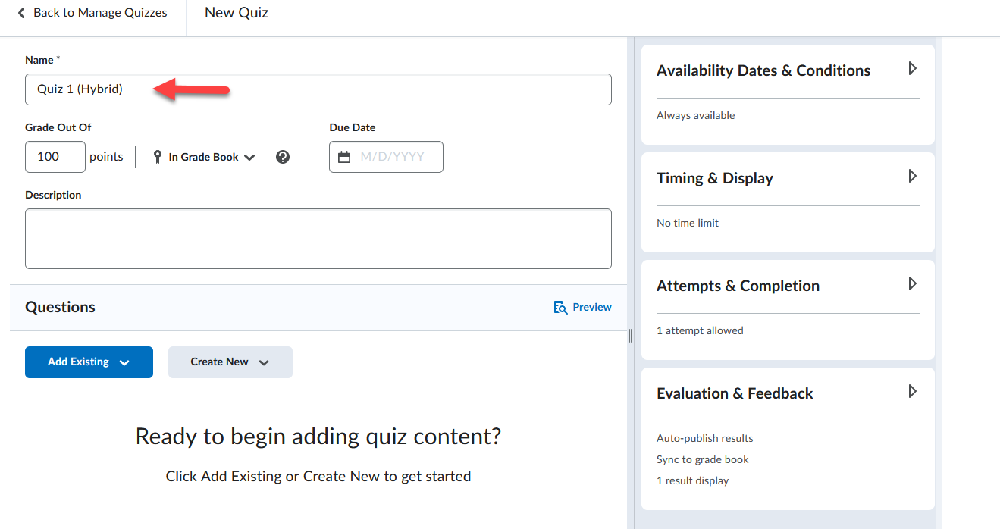 Back to Manage Quizzes
New Quiz
Name *
Quiz 1 (Hybrid)
Grade Out Of
100 points
In Grade Book
Due Date
M/D/YYYY
Description
Questions
Preview
Add Existing
Create New
Ready to begin adding quiz content?
Click Add Existing or Create New to get started
Availability Dates & Conditions
Always available
Timing & Display
No time limit
Attempts & Completion
1 attempt allowed
Evaluation & Feedback
Auto-publish results
Sync to grade book
1 result display